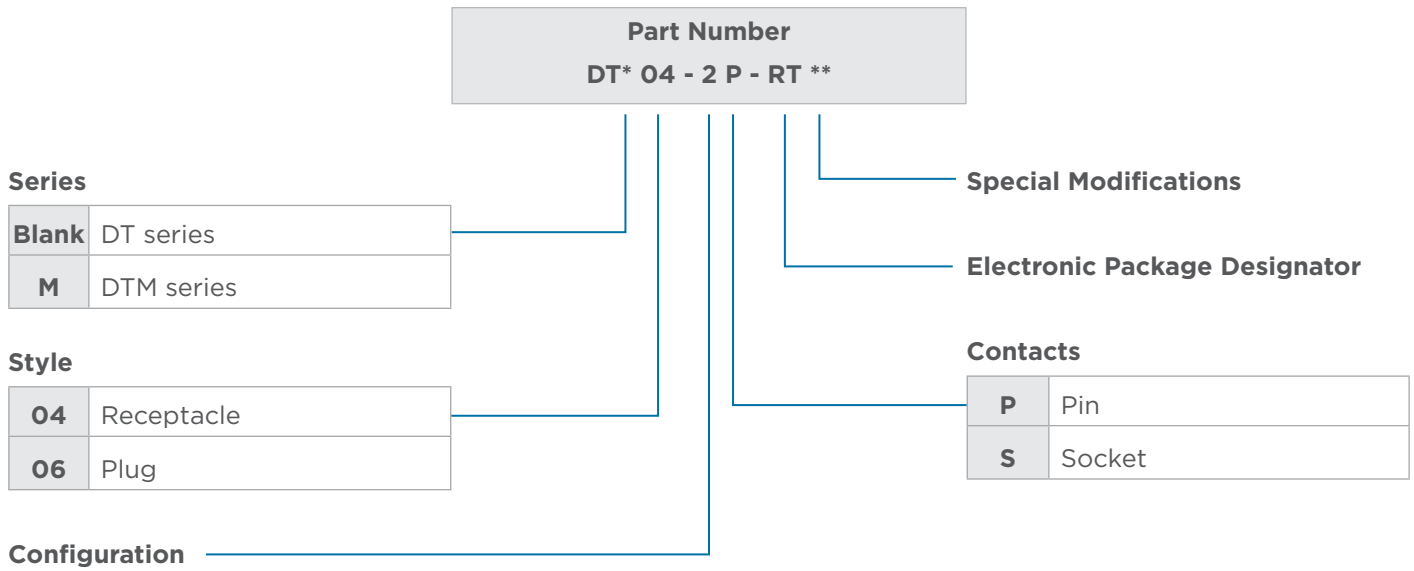 Part Number
DT* 04 - 2 P - RT **
Series
Blank DT series
M DTM series
Style
04 Receptacle
06 Plug
Configuration
Special Modifications
Electronic Package Designator
Contacts
P Pin
S Socket